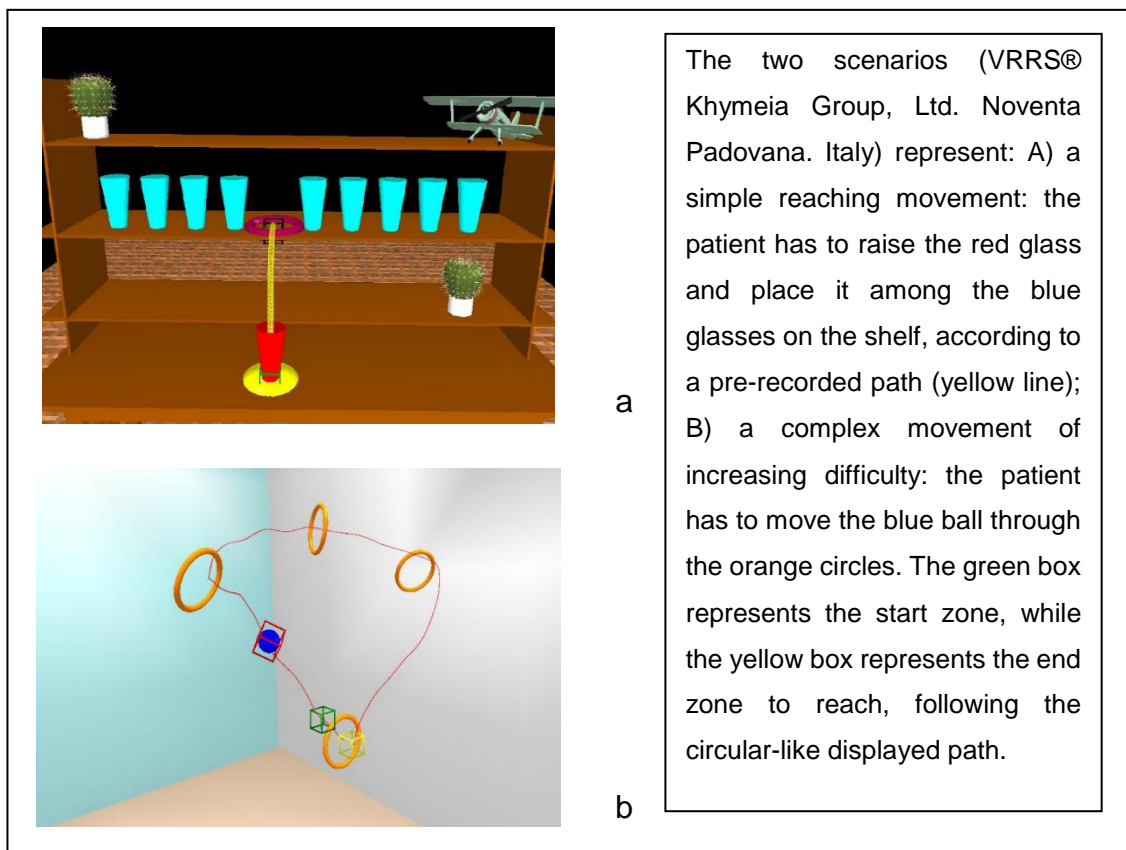 The two scenarios (VRRS®
Khymeia Group, Ltd. Noventa
Padovana. Italy) represent: A) a
simple reaching movement: the
patient has to raise the red glass
and place it among the blue
glasses on the shelf, according to
a pre-recorded path (yellow line);
B) a complex movement of
increasing difficulty: the patient
has to move the blue ball through
the orange circles. The green box
represents the start zone, while
the yellow box represents the end
zone to reach, following the
circular-like displayed path.
a
b